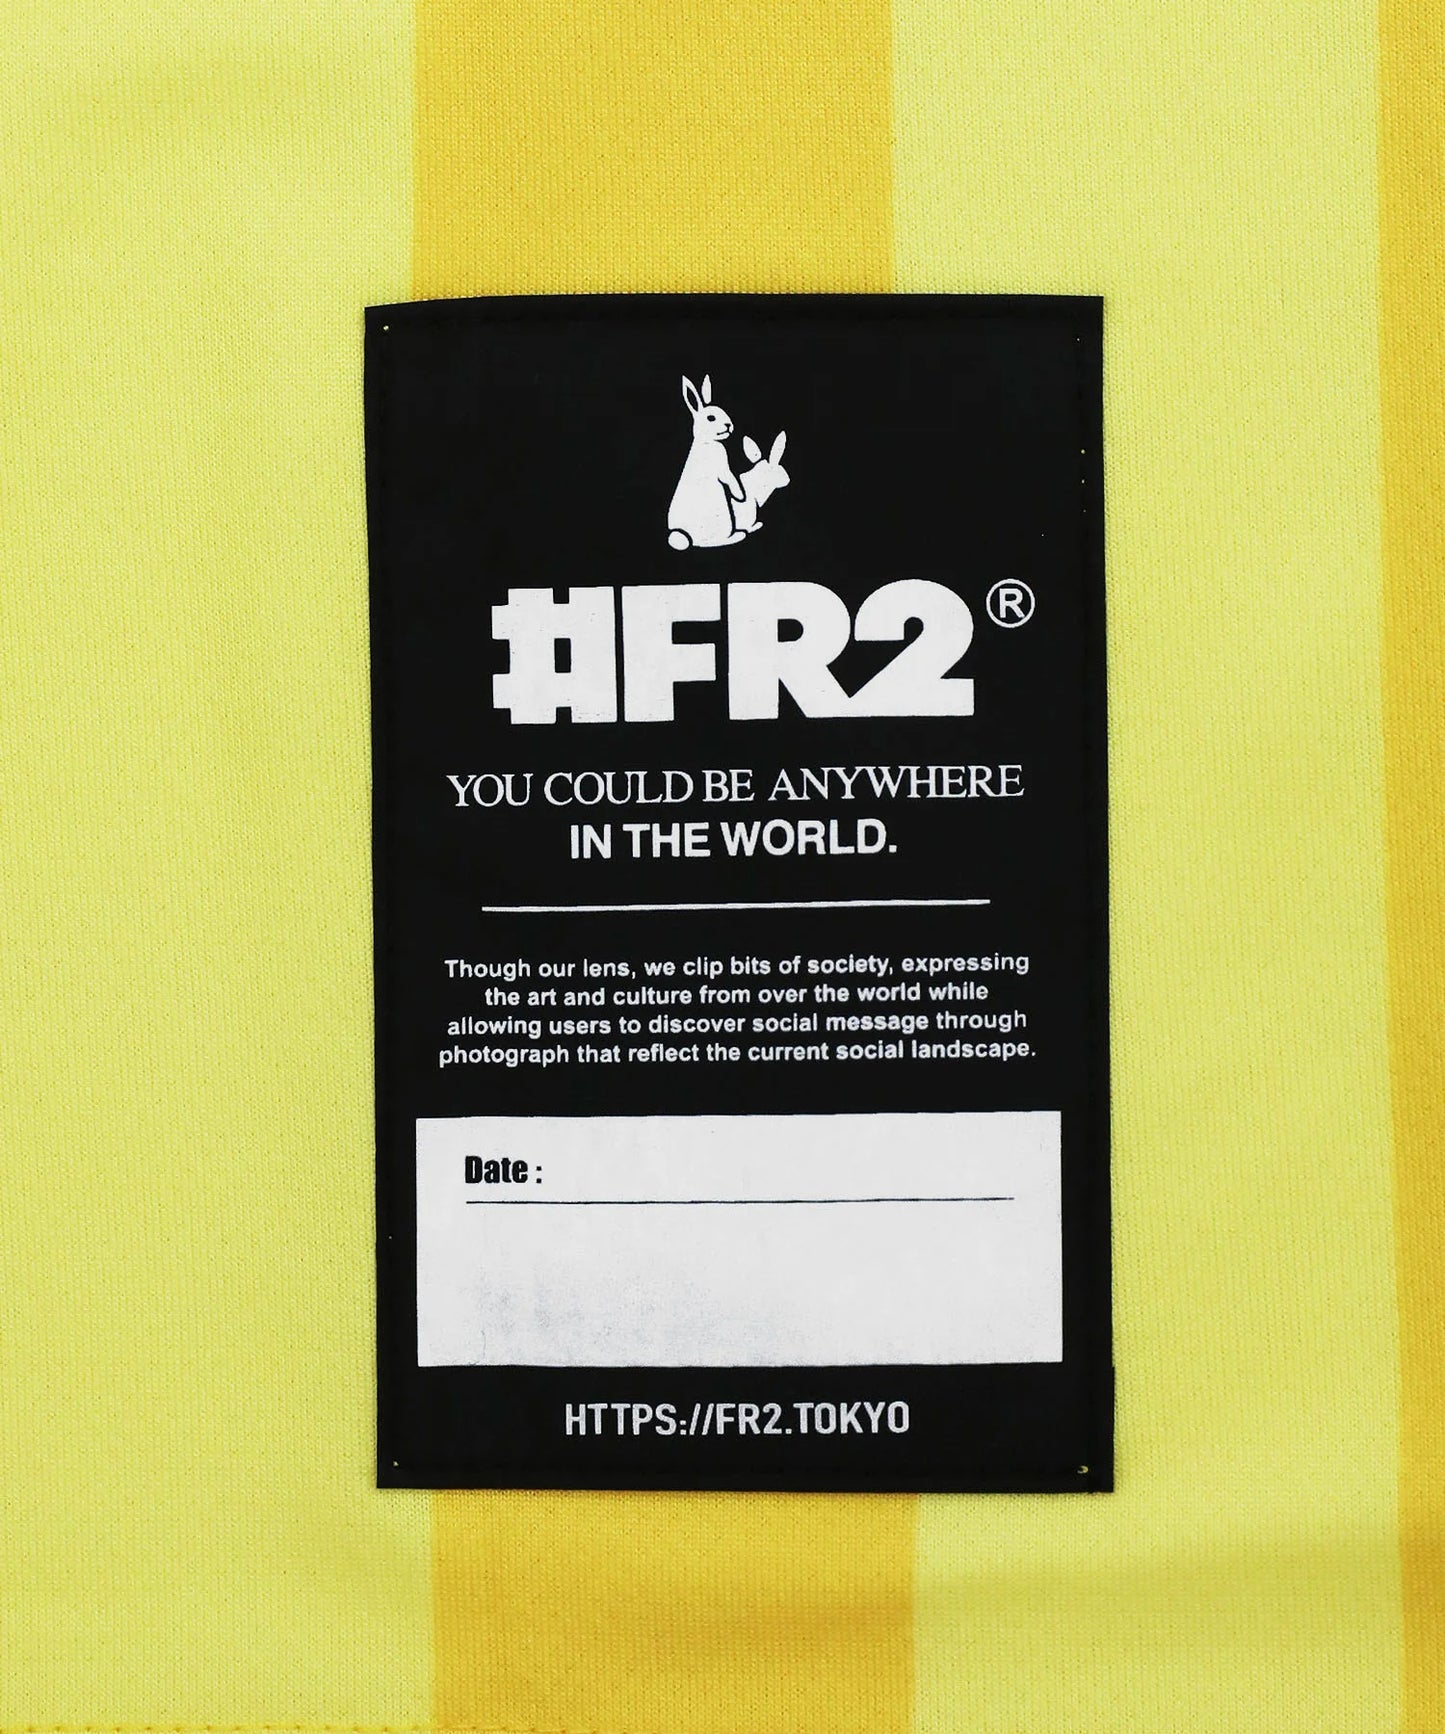 #FR2®
YOU COULD BE ANYWHERE
IN THE WORLD.
Though our lens, we clip bits of society, expressing
the art and culture from over the world while
allowing users to discover social message through
photograph that reflect the current social landscape.
Date :
HTTPS://FR2.TOKYO